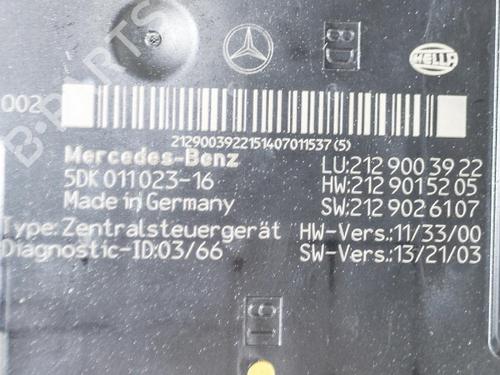 BD
HELLA
002
2129003922151407011537 (5)
Mercedes-Benz
5DK 011 023-16
Made in Germany
Type: Zentralsteuergerät
Diagnostic-ID:03/66
LU:212 900 39 22
HW:212 901 52 05
SW:212 902 61 07
HW-Vers.:11/33/00
SW-Vers.:13/21/03
91
B-PARTS